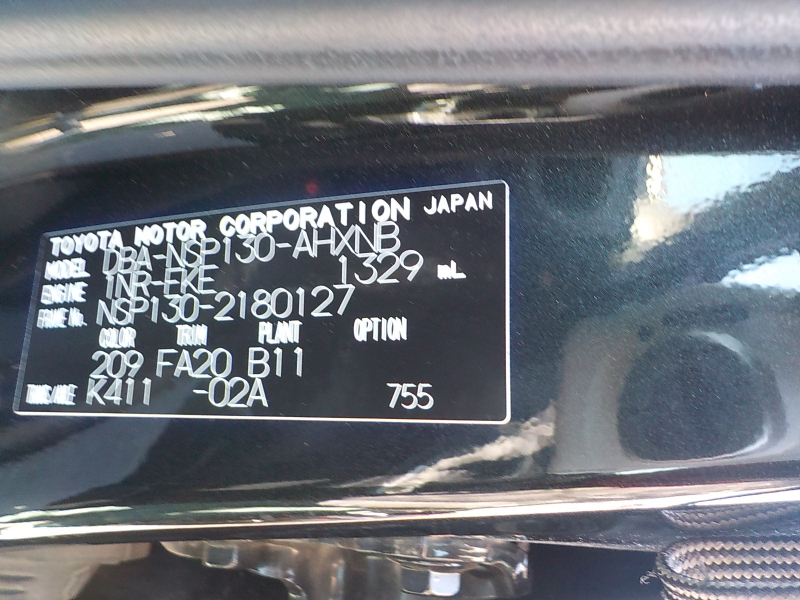 TOYOTA MOTOR CORPORATION JAPAN
MODEL DBA-NSP130-AHXNB
ENGINE 1NR-FKE 1329 mL
FRAME No. NSP130-2180127
COLOR TRIM PLANT OPTION
209 FA20 B11
TRANS/AXLE K411 -02A 755